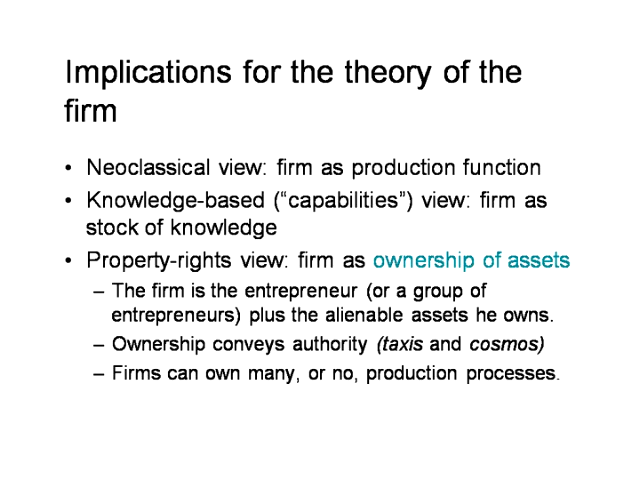 Implications for the theory of the
firm
• Neoclassical view: firm as production function
• Knowledge-based (“capabilities”) view: firm as
stock of knowledge
• Property-rights view: firm as ownership of assets
– The firm is the entrepreneur (or a group of
entrepreneurs) plus the alienable assets he owns.
– Ownership conveys authority (taxis and cosmos)
– Firms can own many, or no, production processes.